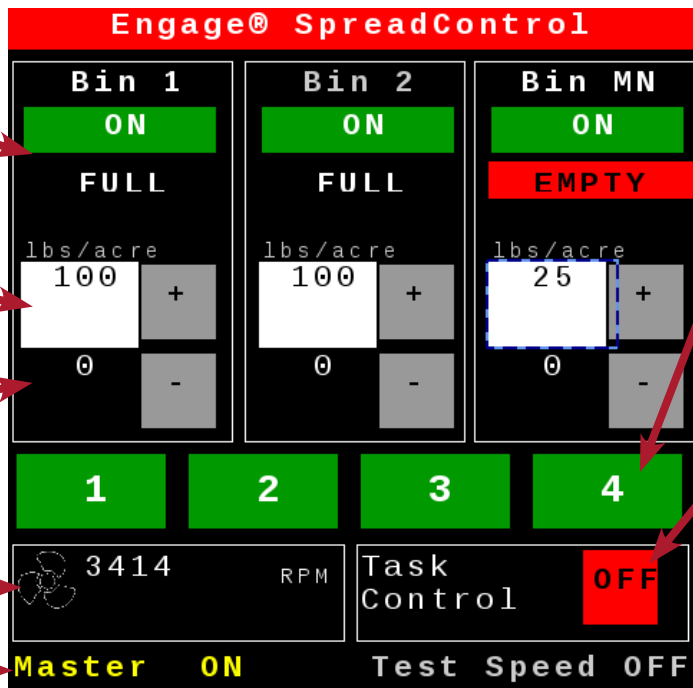 Engage® SpreadControl
Bin 1 Bin 2 Bin MN
ON ON ON
FULL FULL EMPTY
lbs/acre lbs/acre lbs/acre
100 + 100 + 25 +
0 - 0 - 0 -
1 2 3 4
3414 RPM Task OFF
Control
Master ON Test Speed OFF